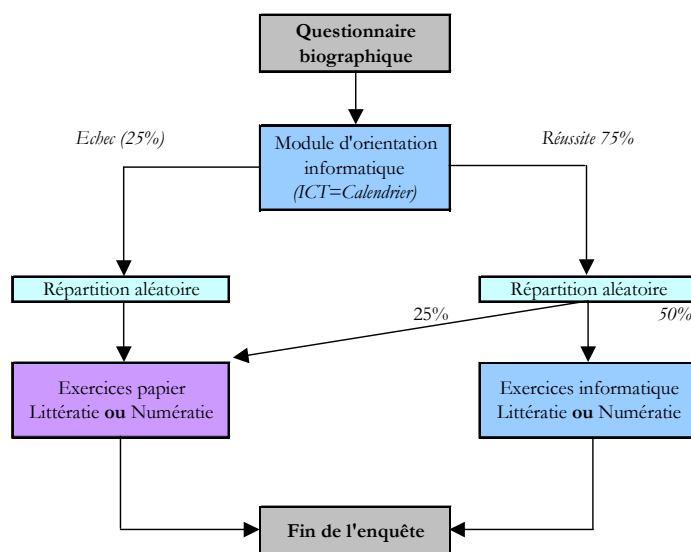 Questionnaire
biographique
Echec (25%)
Réussite 75%
Module d'orientation
informatique
(ICT=Calendrier)
Répartition aléatoire
Répartition aléatoire
25%
50%
Exercices papier
Littératie ou Numératie
Exercices informatique
Littératie ou Numératie
Fin de l'enquête